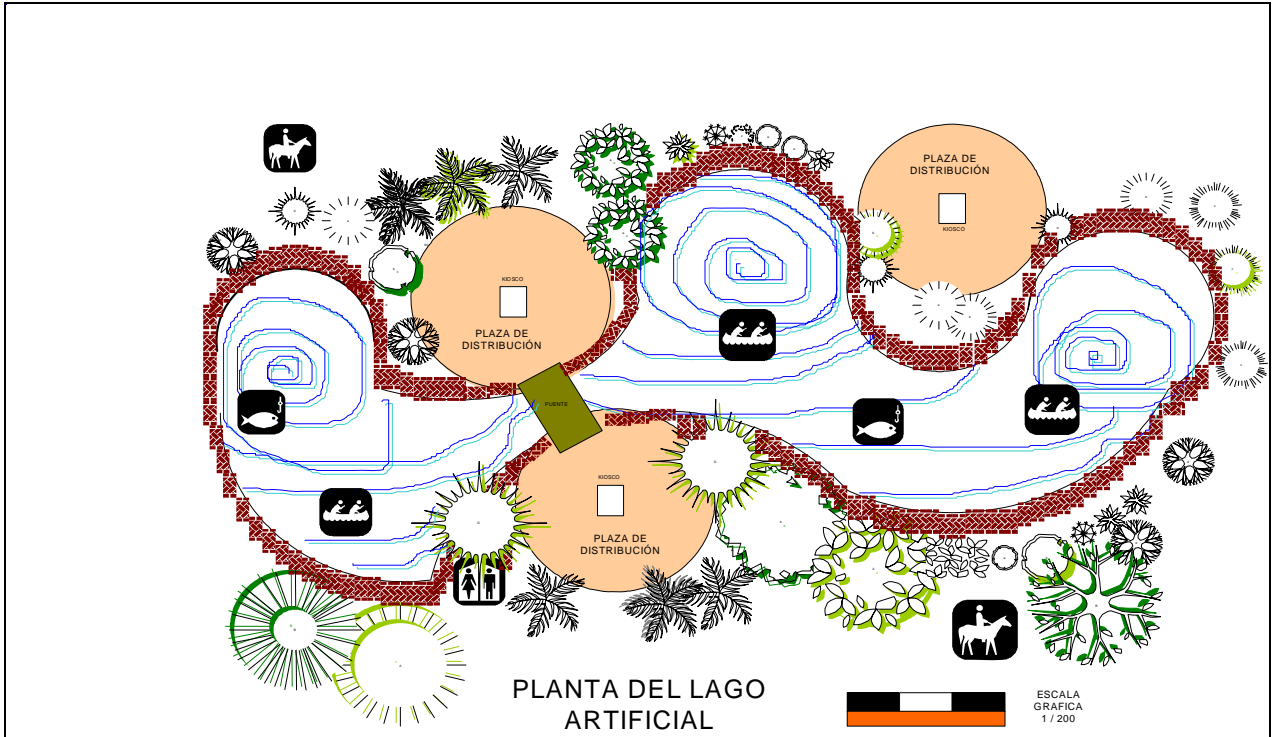 PLAZA DE
DISTRIBUCIÓN
KIOSCO
KIOSCO
PLAZA DE
DISTRIBUCIÓN
PUENTE
KIOSCO
PLAZA DE
DISTRIBUCIÓN
PLANTA DEL LAGO
ARTIFICIAL
ESCALA
GRAFICA
1 / 200